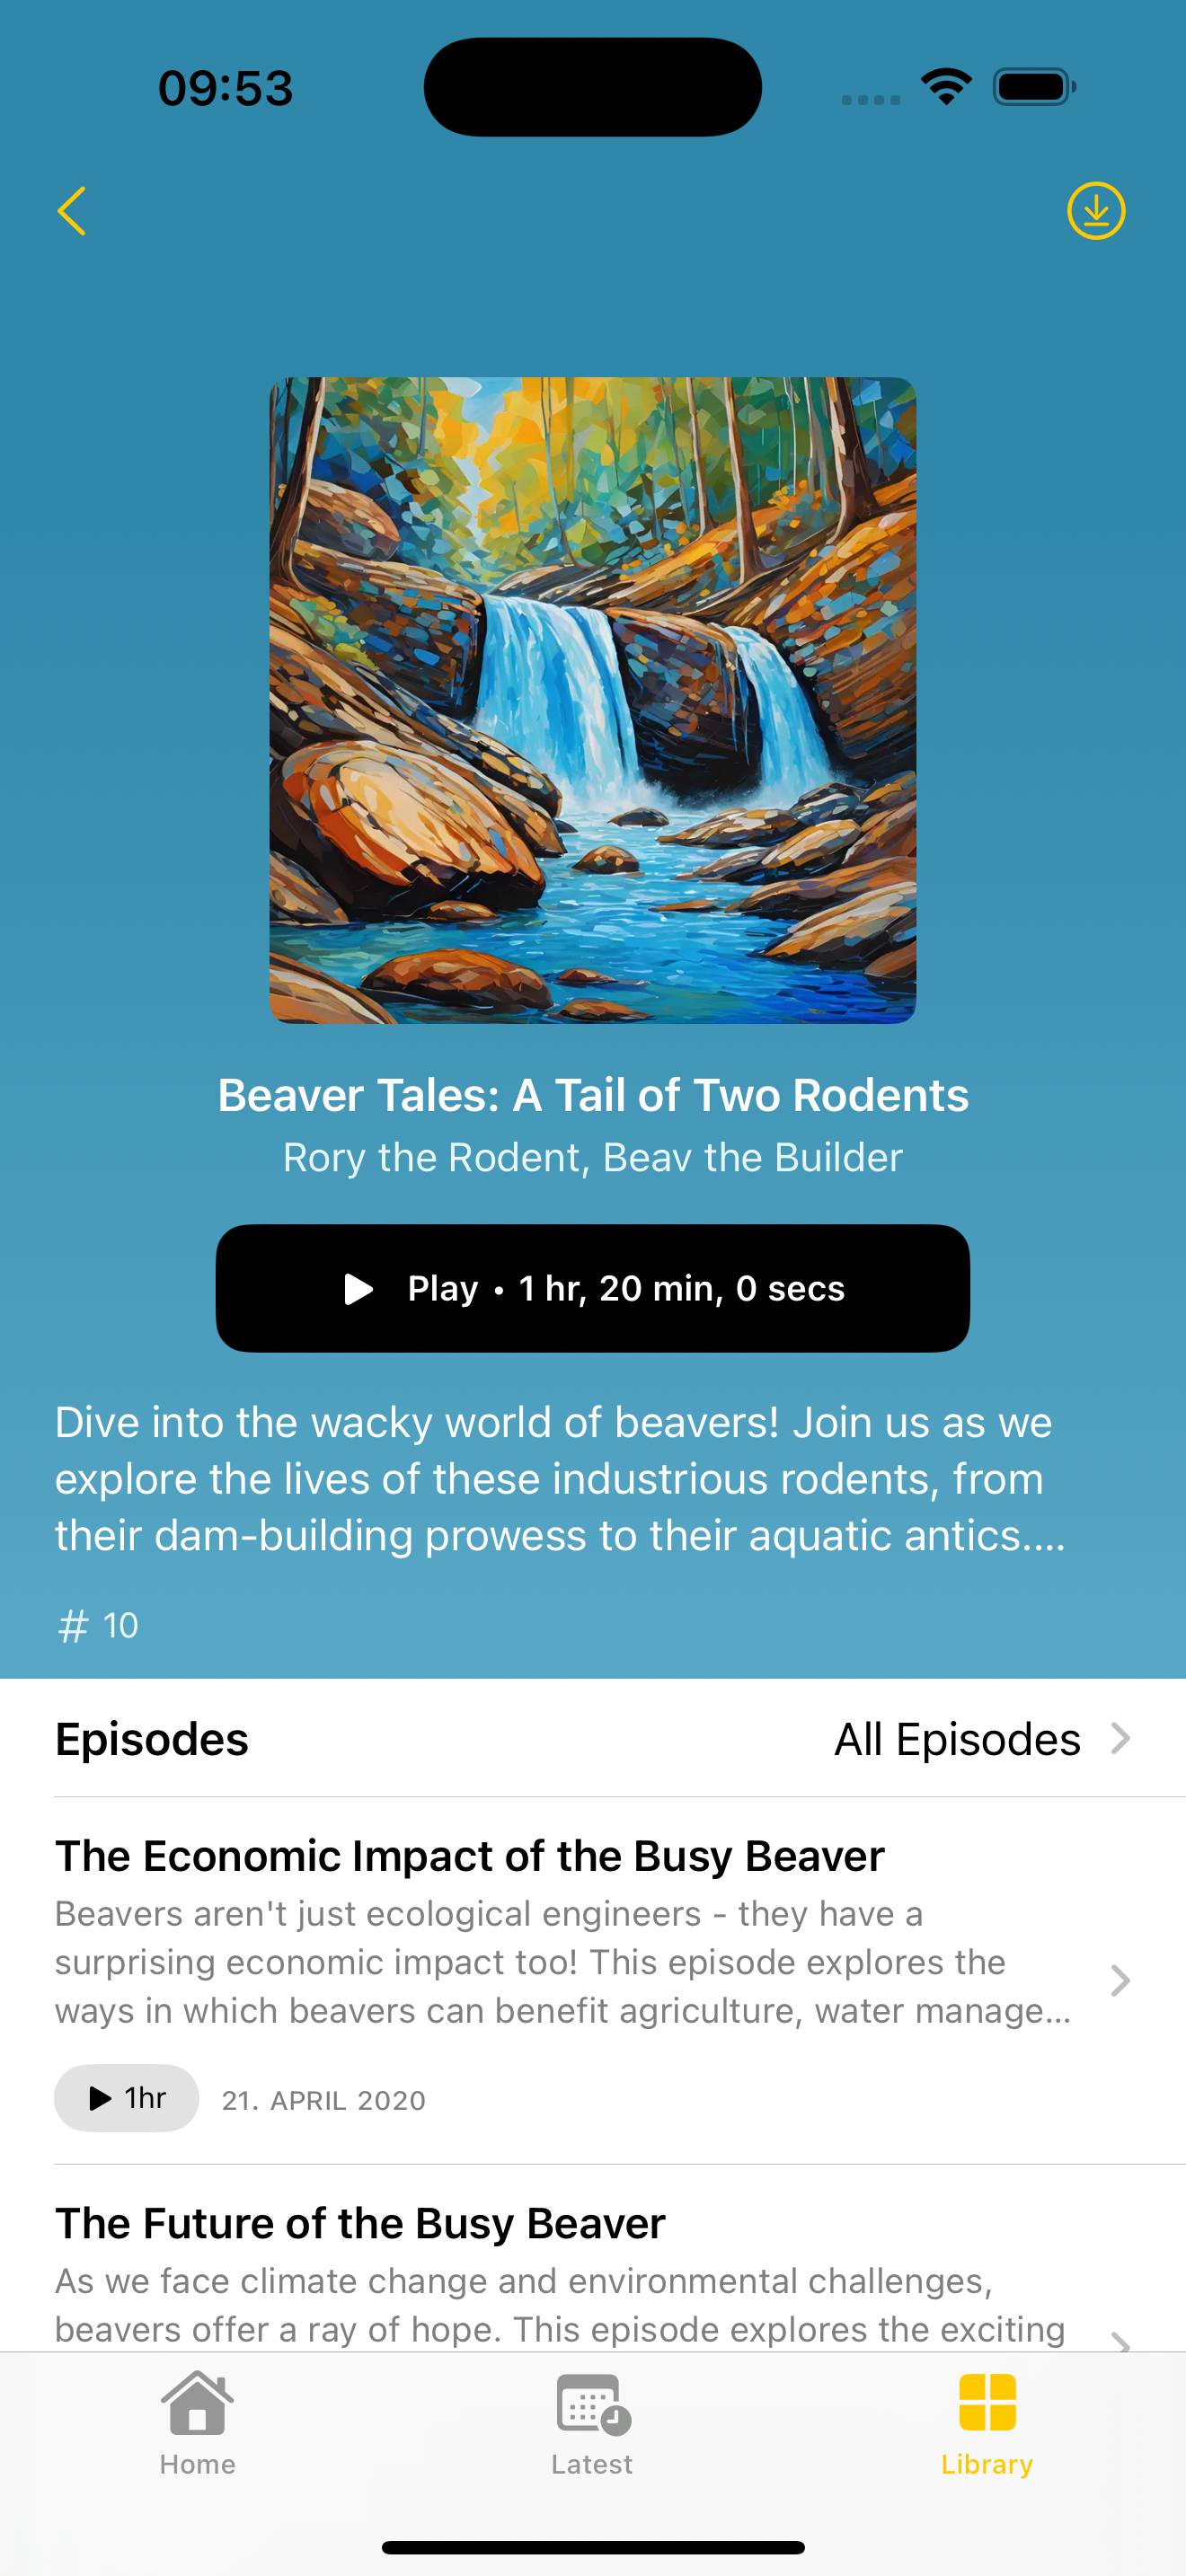 09:53
Beaver Tales: A Tail of Two Rodents
Rory the Rodent, Beav the Builder
Play • 1 hr, 20 min, 0 secs
Dive into the wacky world of beavers! Join us as we
explore the lives of these industrious rodents, from
their dam-building prowess to their aquatic antics....
# 10
Episodes
All Episodes
The Economic Impact of the Busy Beaver
Beavers aren't just ecological engineers - they have a
surprising economic impact too! This episode explores the
ways in which beavers can benefit agriculture, water manage...
1hr
21. APRIL 2020
The Future of the Busy Beaver
As we face climate change and environmental challenges,
beavers offer a ray of hope. This episode explores the exciting
Home
Latest
Library